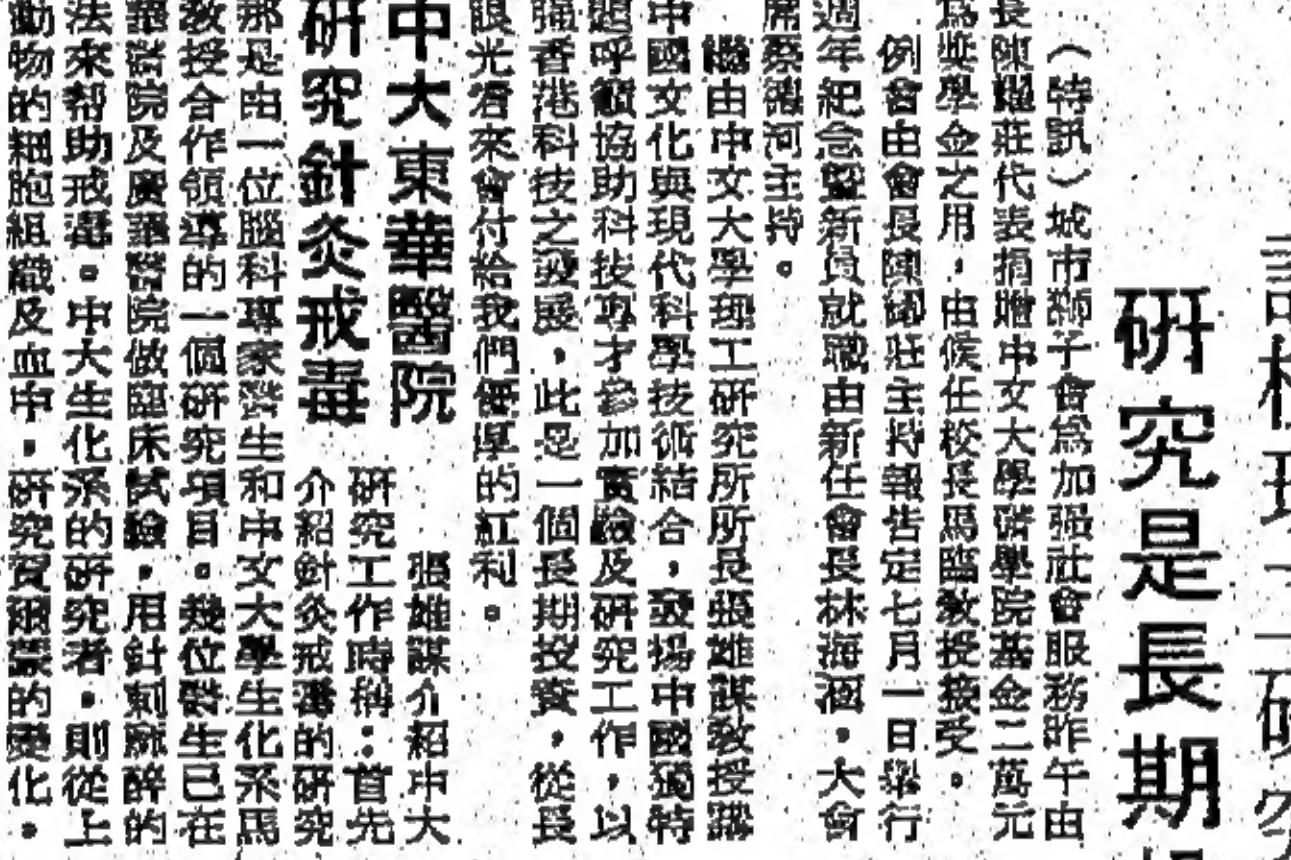 研究是長期
（特訊）城市獅子會爲加强社會服務昨午由
長陳耀莊代表捐贈中文大學醫學院基金二萬元
爲奬學金之用，由候任校長馬臨敎授接受。
例會由會長陳耀莊主持報告定七月一日舉行
週年紀念暨新員就職由新任會長林海涵，大會
席蔡河主持。
繼由中文大學理工研究所所長張雄謀敎授講
中國文化與現代科學技術結合，發揚中國獨特
題呼籲協助科技專才參加實驗及研究工作，以
强香港科技之發展，此是一個長期投資，從長
眼光看來會付給我們優厚的紅利。
中大東華醫院
研究針灸戒毒
張雄謀介紹中大
研究工作時稱：首先
介紹針灸戒毒的研究
那是由一位腦科專家醫生和中文大學生化系馬
敎授合作領導的一個研究項目。幾位醫生已在
華醫院及廣華醫院做臨床試驗，用針刺麻醉的
法來帮助戒毒。中大生化系的研究者，則從上
動物的細胞組織及血中，研究賀爾蒙的變化。